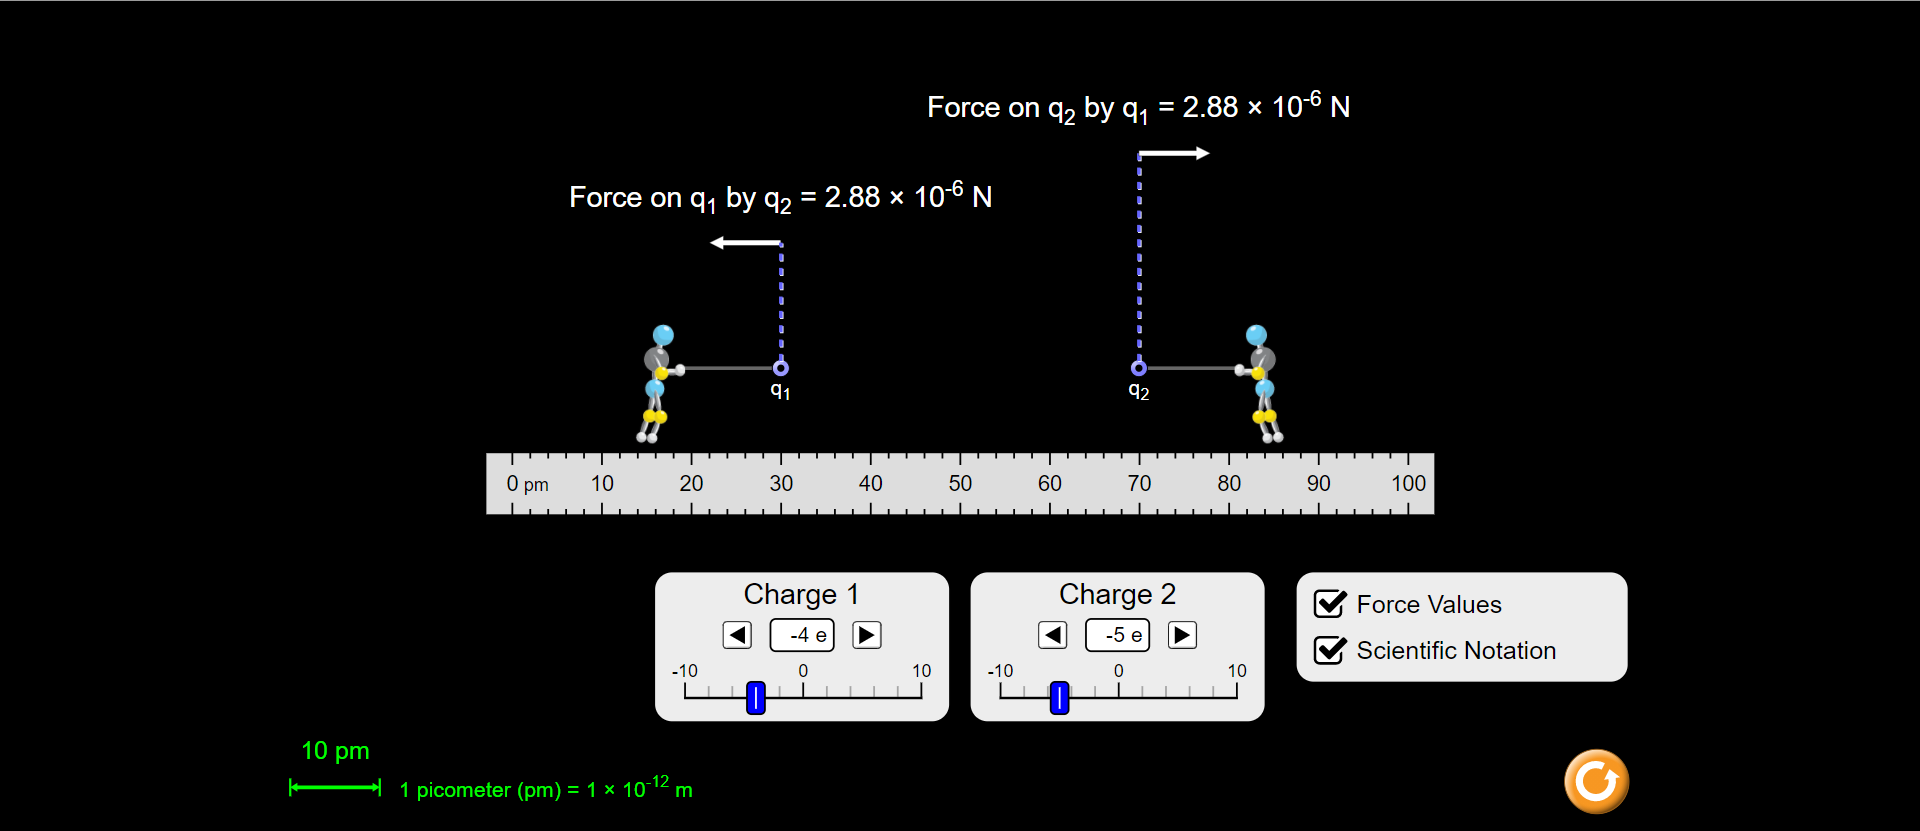 Force on q₂ by q₁ = 2.88 × 10⁻⁶ N
Force on q₁ by q₂ = 2.88 × 10⁻⁶ N
q₁
q₂
0 pm 10 20 30 40 50 60 70 80 90 100
Charge 1
-4 e
-10 0 10
Charge 2
-5 e
-10 0 10
Force Values
Scientific Notation
10 pm
1 picometer (pm) = 1 × 10⁻¹² m